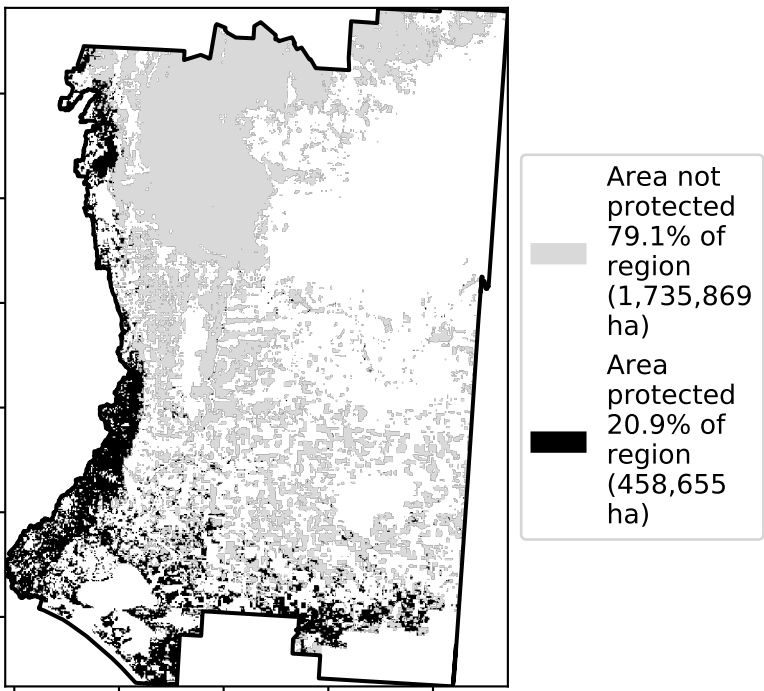 Area not
protected
79.1% of
region
(1,735,869
ha)
Area
protected
20.9% of
region
(458,655
ha)